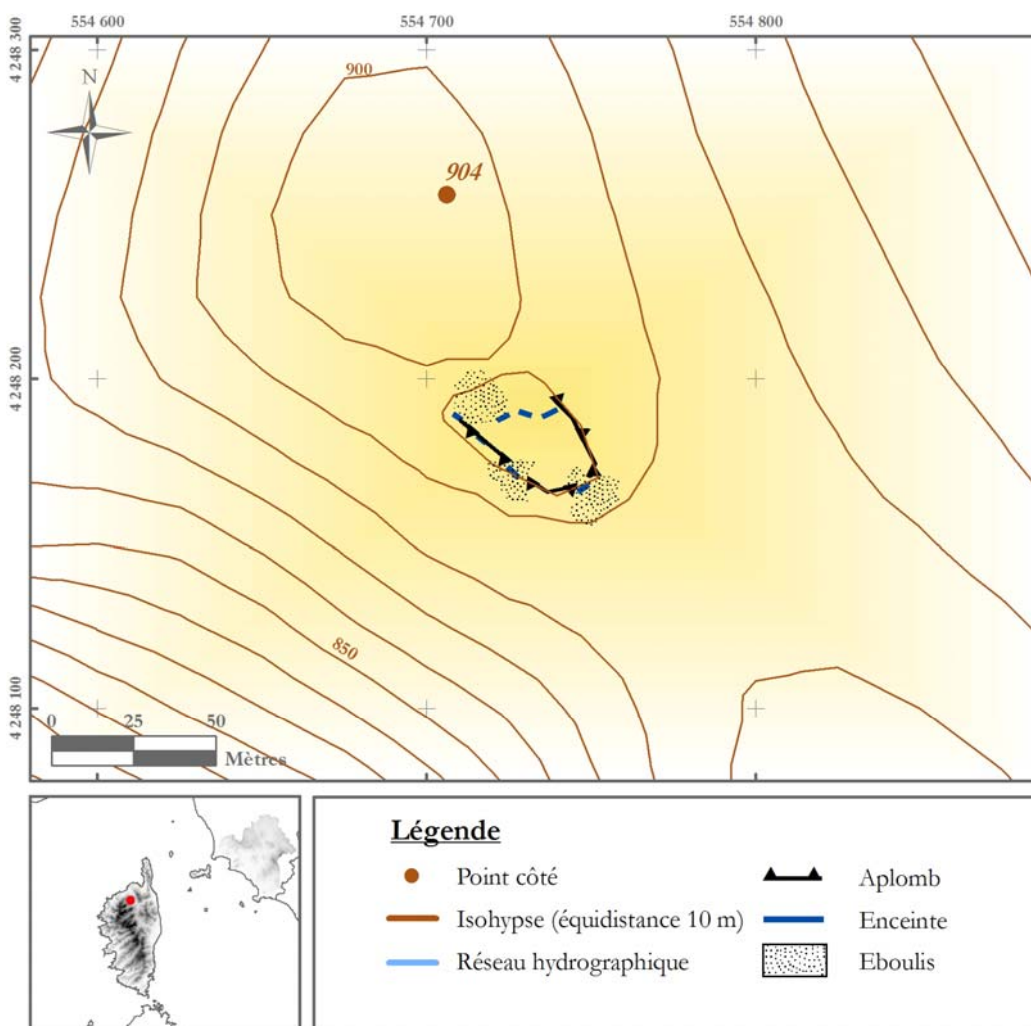 554 600
554 700
554 800
4 248 300
4 248 200
4 248 100
N
900
904
850
0
25
50
Mètres
Légende
Point côté
Isohypse (équidistance 10 m)
Réseau hydrographique
Aplomb
Enceinte
Eboulis